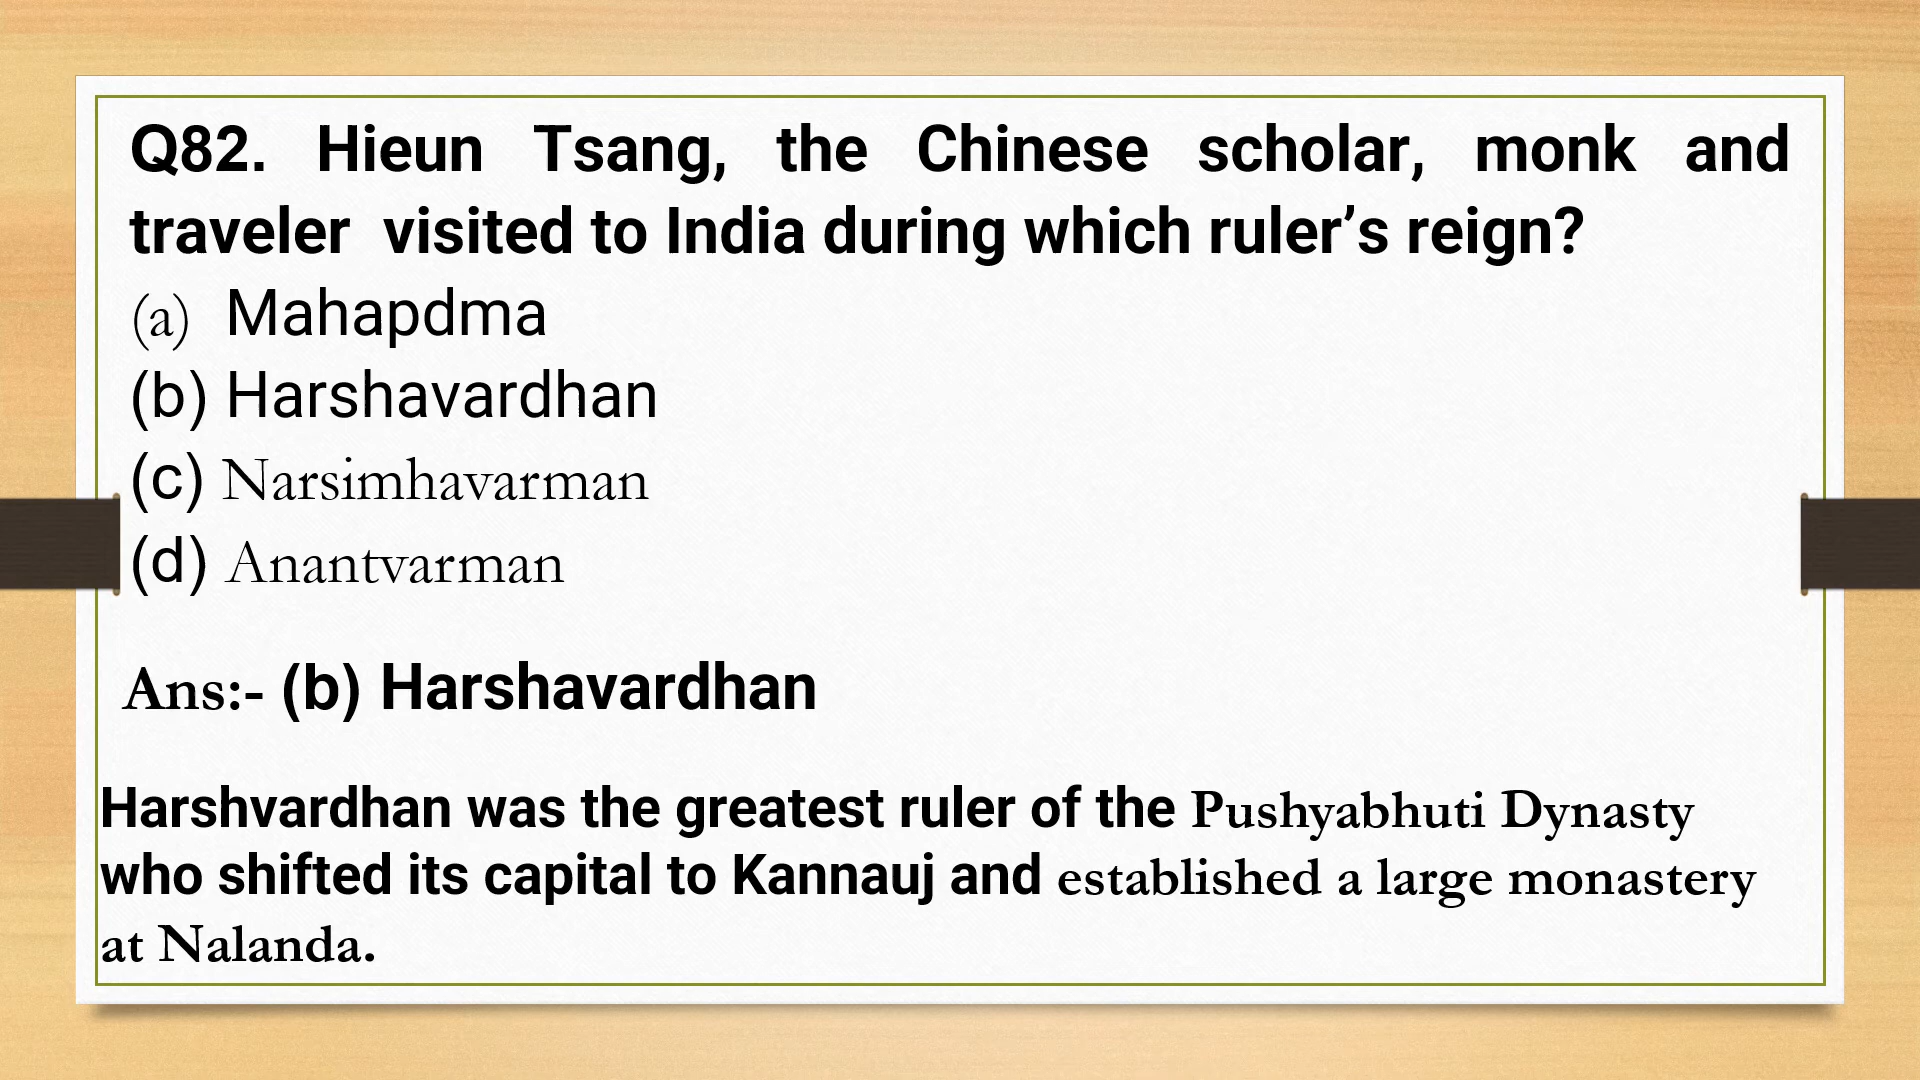 Q82. Hieun Tsang, the Chinese scholar, monk and
traveler visited to India during which ruler’s reign?
(a) Mahapdma
(b) Harshavardhan
(c) Narsimhavarman
(d) Anantvarman
Ans:- (b) Harshavardhan
Harshvardhan was the greatest ruler of the Pushyabhuti Dynasty
who shifted its capital to Kannauj and established a large monastery
at Nalanda.